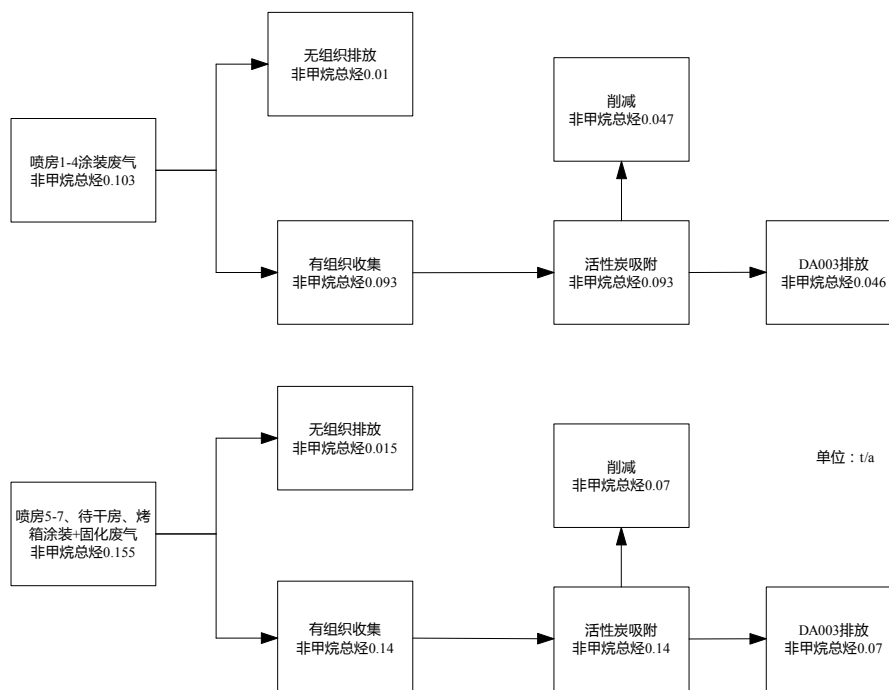 无组织排放
非甲烷总烃0.01
削减
非甲烷总烃0.047
喷房1-4涂装废气
非甲烷总烃0.103
有组织收集
非甲烷总烃0.093
活性炭吸附
非甲烷总烃0.093
DA003排放
非甲烷总烃0.046
无组织排放
非甲烷总烃0.015
削减
非甲烷总烃0.07
单位：t/a
喷房5-7、待干房、烤
箱涂装+固化废气
非甲烷总烃0.155
有组织收集
非甲烷总烃0.14
活性炭吸附
非甲烷总烃0.14
DA003排放
非甲烷总烃0.07